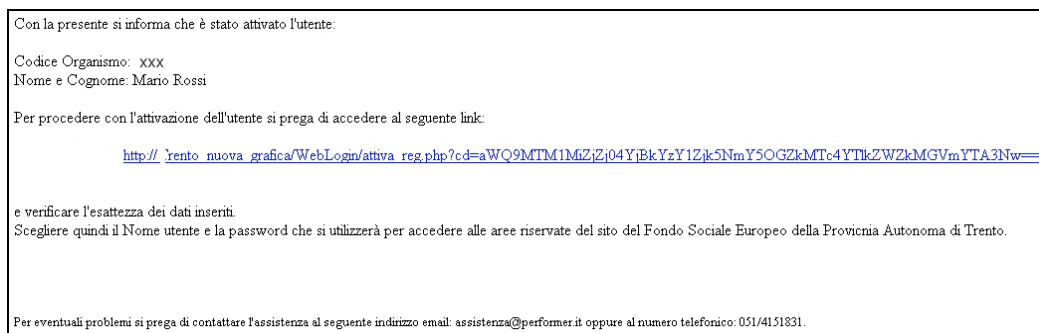 Con la presente si informa che è stato attivato l'utente:
Codice Organismo: xxx
Nome e Cognome: Mario Rossi
Per procedere con l'attivazione dell'utente si prega di accedere al seguente link:
http:// Trento_nuova_grafica/WebLogin/attiva_reg.php?cd=aWQ9MTM1MiZjZj04YjBkYzY1Zjk5NmY5OGZkMTc4YTlkZWZkMGVmYTA3Nw==
e verificare l'esattezza dei dati inseriti.
Scegliere quindi il Nome utente e la password che si utilizzerà per accedere alle aree riservate del sito del Fondo Sociale Europeo della Provicnia Autonoma di Trento.
Per eventuali problemi si prega di contattare l'assistenza al seguente indirizzo email: assistenza@performer.it oppure al numero telefonico: 051/4151831.